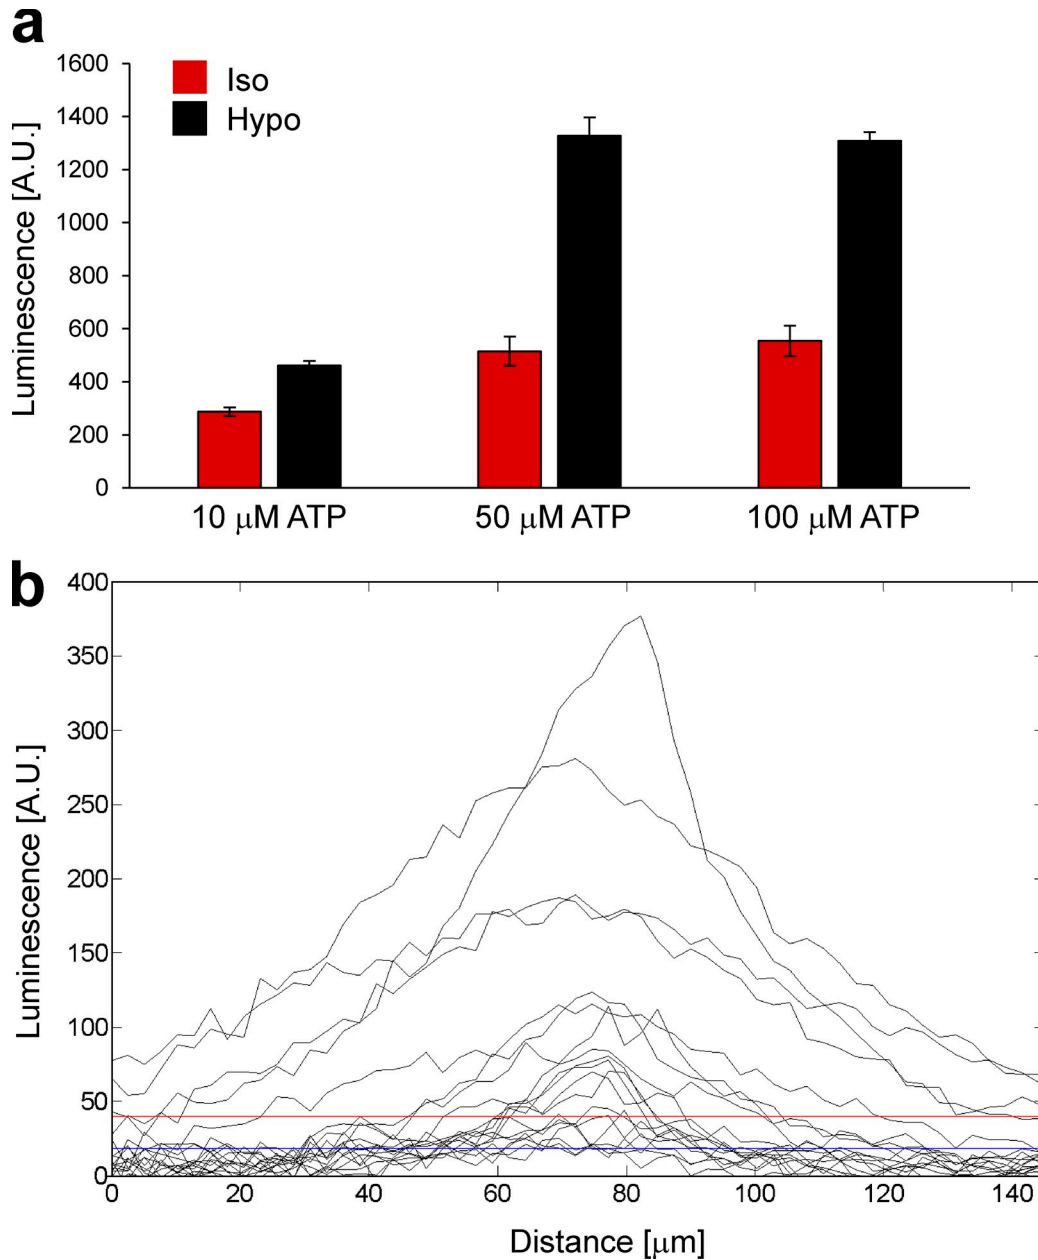 a
1600
1400
1200
1000
800
600
400
200
0
Luminescence [A.U.]
Iso
Hypo
10 μM ATP
50 μM ATP
100 μM ATP
b
400
350
300
250
200
150
100
50
0
Luminescence [A.U.]
0 20 40 60 80 100 120 140
Distance [μm]